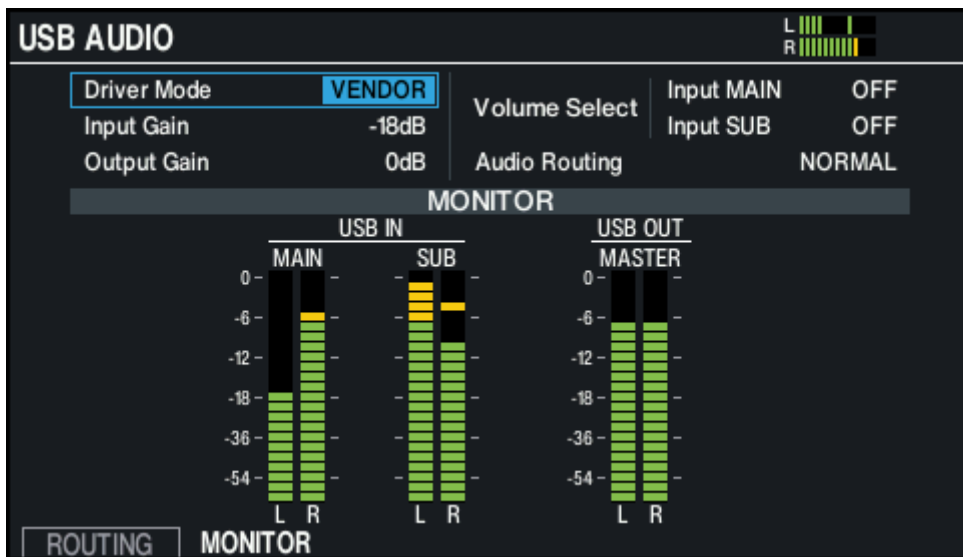 USB AUDIO
L
R
Driver Mode VENDOR
Input Gain -18dB
Output Gain 0dB
Volume Select
Input MAIN OFF
Input SUB OFF
Audio Routing NORMAL
MONITOR
USB IN USB OUT
MAIN SUB MASTER
0 - - - - 0 - -
-6 - - - - -6 - -
-12 - - - - -12 - -
-18 - - - - -18 - -
-36 - - - - -36 - -
-54 - - - - -54 - -
L R L R L R
ROUTING MONITOR